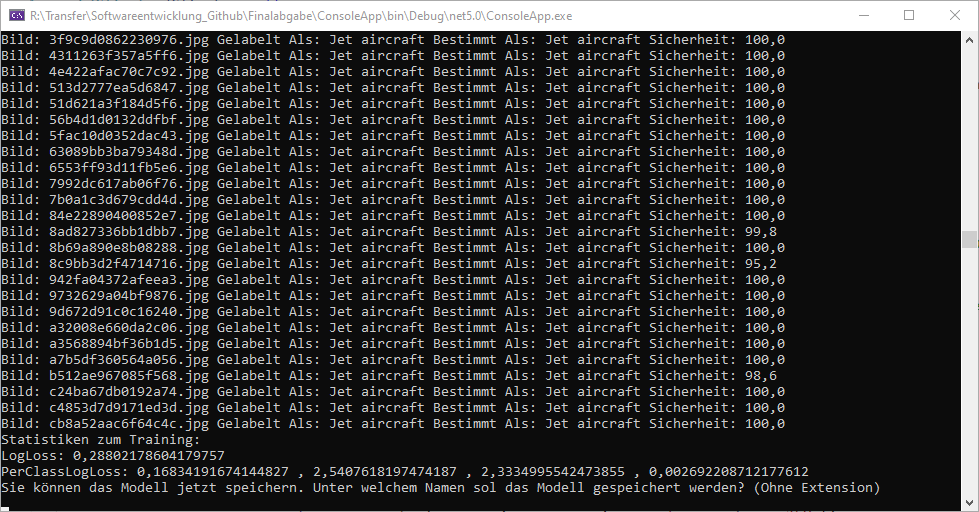 R:\Transfer\Softwareentwicklung_Github\Finalabgabe\ConsoleApp\bin\Debug\net5.0\ConsoleApp.exe
Bild: 3f9c9d0862230976.jpg Gelabelt Als: Jet aircraft Bestimmt Als: Jet aircraft Sicherheit: 100,0
Bild: 4311263f357a5ff6.jpg Gelabelt Als: Jet aircraft Bestimmt Als: Jet aircraft Sicherheit: 100,0
Bild: 4e422afac70c7c92.jpg Gelabelt Als: Jet aircraft Bestimmt Als: Jet aircraft Sicherheit: 100,0
Bild: 513d2777ea5d6847.jpg Gelabelt Als: Jet aircraft Bestimmt Als: Jet aircraft Sicherheit: 100,0
Bild: 51d621a3f184d5f6.jpg Gelabelt Als: Jet aircraft Bestimmt Als: Jet aircraft Sicherheit: 100,0
Bild: 56b4d1d0132ddfbf.jpg Gelabelt Als: Jet aircraft Bestimmt Als: Jet aircraft Sicherheit: 100,0
Bild: 5fac10d0352dac43.jpg Gelabelt Als: Jet aircraft Bestimmt Als: Jet aircraft Sicherheit: 100,0
Bild: 63089bb3ba79348d.jpg Gelabelt Als: Jet aircraft Bestimmt Als: Jet aircraft Sicherheit: 100,0
Bild: 6553ff93d11fb5e6.jpg Gelabelt Als: Jet aircraft Bestimmt Als: Jet aircraft Sicherheit: 100,0
Bild: 7992dc617ab06f76.jpg Gelabelt Als: Jet aircraft Bestimmt Als: Jet aircraft Sicherheit: 100,0
Bild: 7b0a1c3d679cdd4d.jpg Gelabelt Als: Jet aircraft Bestimmt Als: Jet aircraft Sicherheit: 100,0
Bild: 84e22890400852e7.jpg Gelabelt Als: Jet aircraft Bestimmt Als: Jet aircraft Sicherheit: 100,0
Bild: 8ad827336bb1dbb7.jpg Gelabelt Als: Jet aircraft Bestimmt Als: Jet aircraft Sicherheit: 99,8
Bild: 8b69a890e8b08288.jpg Gelabelt Als: Jet aircraft Bestimmt Als: Jet aircraft Sicherheit: 100,0
Bild: 8c9bb3d2f4714716.jpg Gelabelt Als: Jet aircraft Bestimmt Als: Jet aircraft Sicherheit: 95,2
Bild: 942fa04372afeea3.jpg Gelabelt Als: Jet aircraft Bestimmt Als: Jet aircraft Sicherheit: 100,0
Bild: 9732629a04bf9876.jpg Gelabelt Als: Jet aircraft Bestimmt Als: Jet aircraft Sicherheit: 100,0
Bild: 9d672d91c0c16240.jpg Gelabelt Als: Jet aircraft Bestimmt Als: Jet aircraft Sicherheit: 100,0
Bild: a32008e660da2c06.jpg Gelabelt Als: Jet aircraft Bestimmt Als: Jet aircraft Sicherheit: 100,0
Bild: a3568894bf36b1d5.jpg Gelabelt Als: Jet aircraft Bestimmt Als: Jet aircraft Sicherheit: 100,0
Bild: a7b5df360564a056.jpg Gelabelt Als: Jet aircraft Bestimmt Als: Jet aircraft Sicherheit: 100,0
Bild: b512ae967085f568.jpg Gelabelt Als: Jet aircraft Bestimmt Als: Jet aircraft Sicherheit: 98,6
Bild: c24ba67db0192a74.jpg Gelabelt Als: Jet aircraft Bestimmt Als: Jet aircraft Sicherheit: 100,0
Bild: c4853d7d9171ed3d.jpg Gelabelt Als: Jet aircraft Bestimmt Als: Jet aircraft Sicherheit: 100,0
Bild: cb8a52aac6f64c4c.jpg Gelabelt Als: Jet aircraft Bestimmt Als: Jet aircraft Sicherheit: 100,0
Statistiken zum Training:
LogLoss: 0,28802178604179757
PerClassLogLoss: 0,16834191674144827 , 2,5407618197474187 , 2,3334995542473855 , 0,002692208712177612
Sie können das Modell jetzt speichern. Unter welchem Namen sol das Modell gespeichert werden? (Ohne Extension)